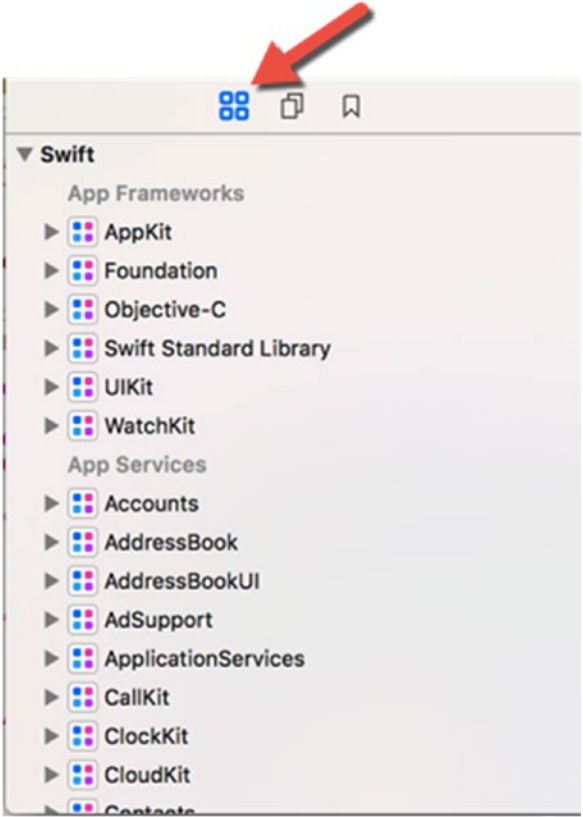 Swift
App Frameworks
AppKit
Foundation
Objective-C
Swift Standard Library
UIKit
WatchKit
App Services
Accounts
AddressBook
AddressBookUI
AdSupport
ApplicationServices
CallKit
ClockKit
CloudKit
Contacts